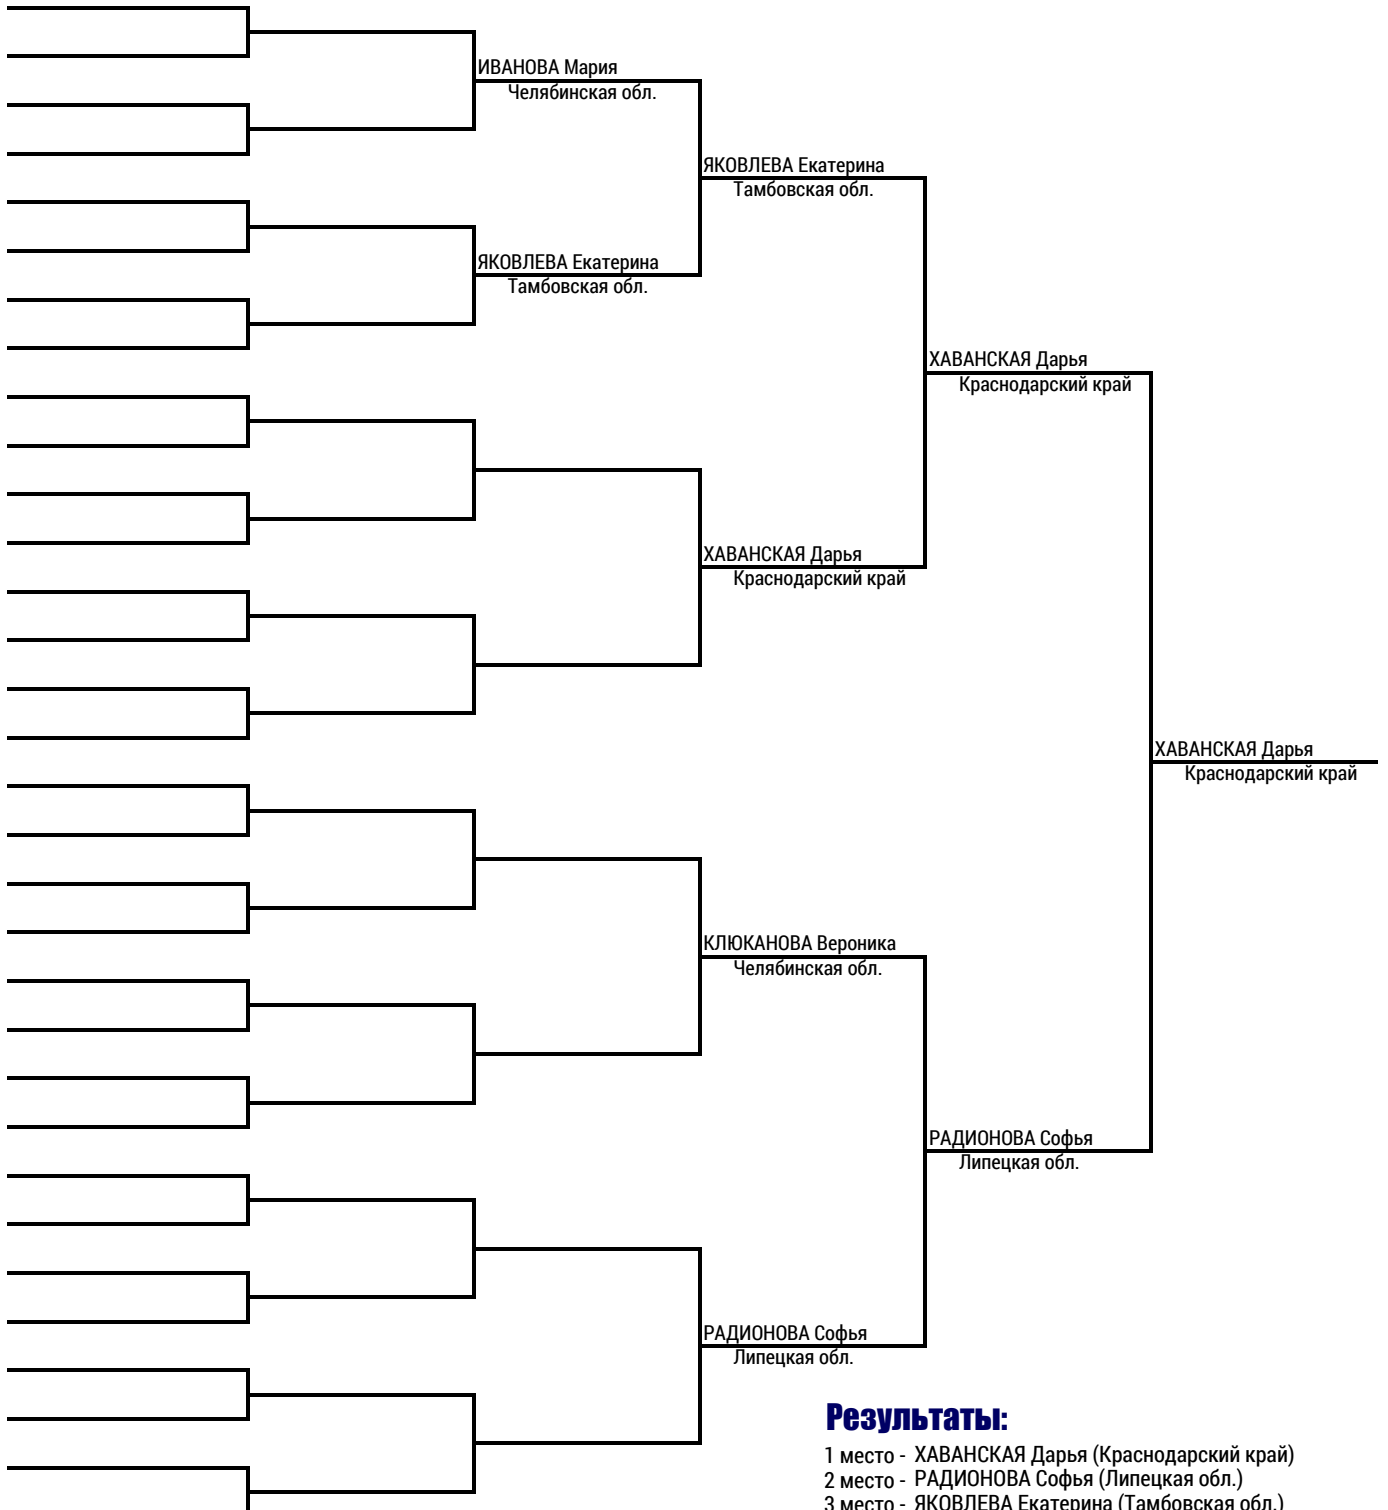 ИВАНОВА Мария
Челябинская обл.
ЯКОВЛЕВА Екатерина
Тамбовская обл.
ЯКОВЛЕВА Екатерина
Тамбовская обл.
ХАВАНСКАЯ Дарья
Краснодарский край
ХАВАНСКАЯ Дарья
Краснодарский край
ХАВАНСКАЯ Дарья
Краснодарский край
КЛЮКАНОВА Вероника
Челябинская обл.
РАДИОНОВА Софья
Липецкая обл.
РАДИОНОВА Софья
Липецкая обл.
Результаты:
1 место - ХАВАНСКАЯ Дарья (Краснодарский край)
2 место - РАДИОНОВА Софья (Липецкая обл.)
3 место - ЯКОВЛЕВА Екатерина (Тамбовская обл.)